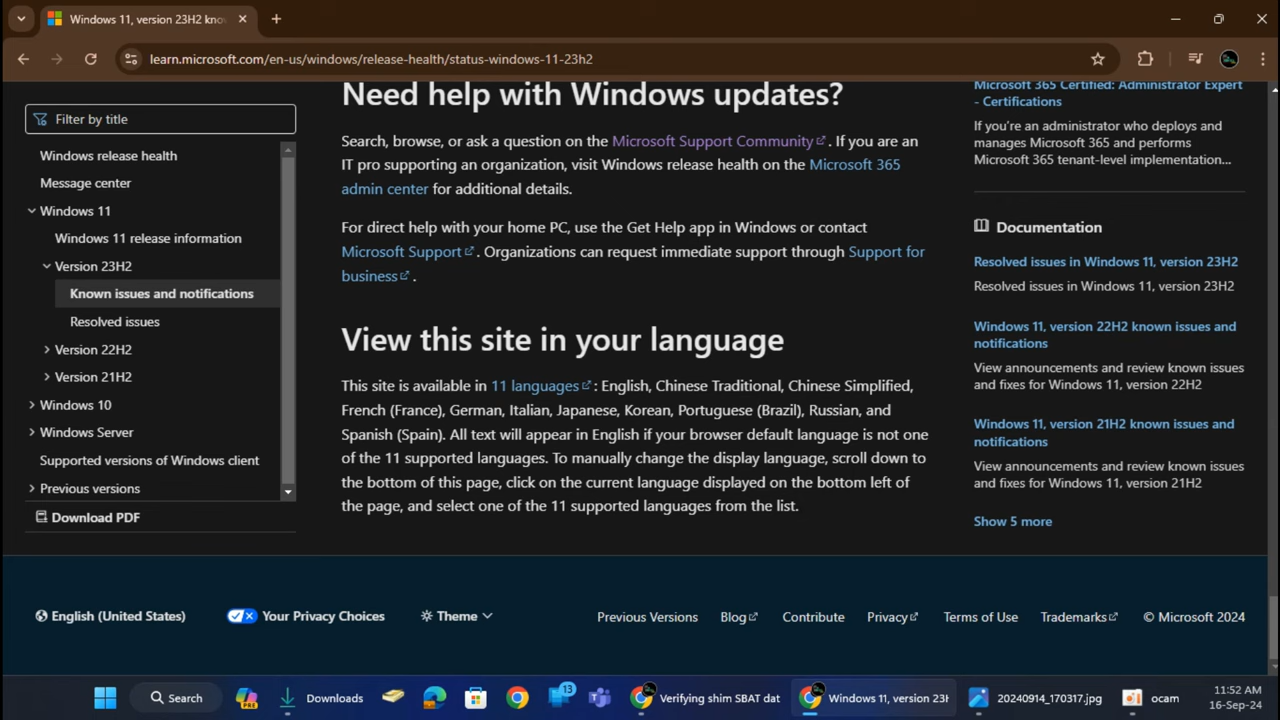 Windows 11, version 23H2 kno
learn.microsoft.com/en-us/windows/release-health/status-windows-11-23h2
Filter by title
Windows release health
Message center
Windows 11
Windows 11 release information
Version 23H2
Known issues and notifications
Resolved issues
Version 22H2
Version 21H2
Windows 10
Windows Server
Supported versions of Windows client
Previous versions
Download PDF
Need help with Windows updates?
Search, browse, or ask a question on the Microsoft Support Community. If you are an
IT pro supporting an organization, visit Windows release health on the Microsoft 365
admin center for additional details.
For direct help with your home PC, use the Get Help app in Windows or contact
Microsoft Support. Organizations can request immediate support through Support for
business.
View this site in your language
This site is available in 11 languages: English, Chinese Traditional, Chinese Simplified,
French (France), German, Italian, Japanese, Korean, Portuguese (Brazil), Russian, and
Spanish (Spain). All text will appear in English if your browser default language is not one
of the 11 supported languages. To manually change the display language, scroll down to
the bottom of this page, click on the current language displayed on the bottom left of
the page, and select one of the 11 supported languages from the list.
Microsoft 365 Certified: Administrator Expert
- Certifications
If you're an administrator who deploys and
manages Microsoft 365 and performs
Microsoft 365 tenant-level implementation...
Documentation
Resolved issues in Windows 11, version 23H2
Resolved issues in Windows 11, version 23H2
Windows 11, version 22H2 known issues and
notifications
View announcements and review known issues
and fixes for Windows 11, version 22H2
Windows 11, version 21H2 known issues and
notifications
View announcements and review known issues
and fixes for Windows 11, version 21H2
Show 5 more
English (United States) Your Privacy Choices Theme Previous Versions Blog Contribute Privacy Terms of Use Trademarks © Microsoft 2024
Search PRE Downloads 13 Verifying shim SBAT dat Windows 11, version 23H 20240914_170317.jpg ocam 11:52 AM
16-Sep-24